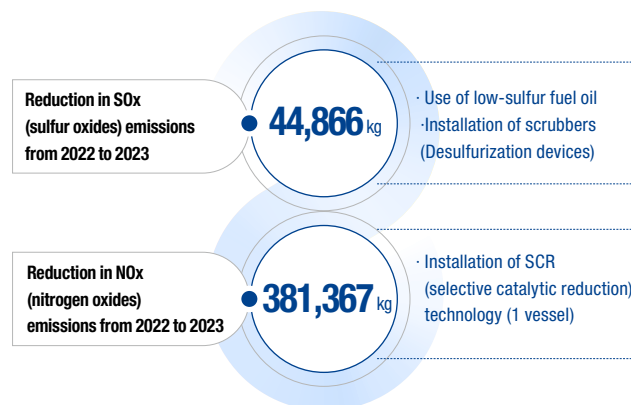 Reduction in SOx
(sulfur oxides) emissions
from 2022 to 2023
44,866 kg
· Use of low-sulfur fuel oil
·Installation of scrubbers
(Desulfurization devices)
Reduction in NOx
(nitrogen oxides)
emissions from 2022 to 2023
381,367 kg
· Installation of SCR
(selective catalytic reduction)
technology (1 vessel)